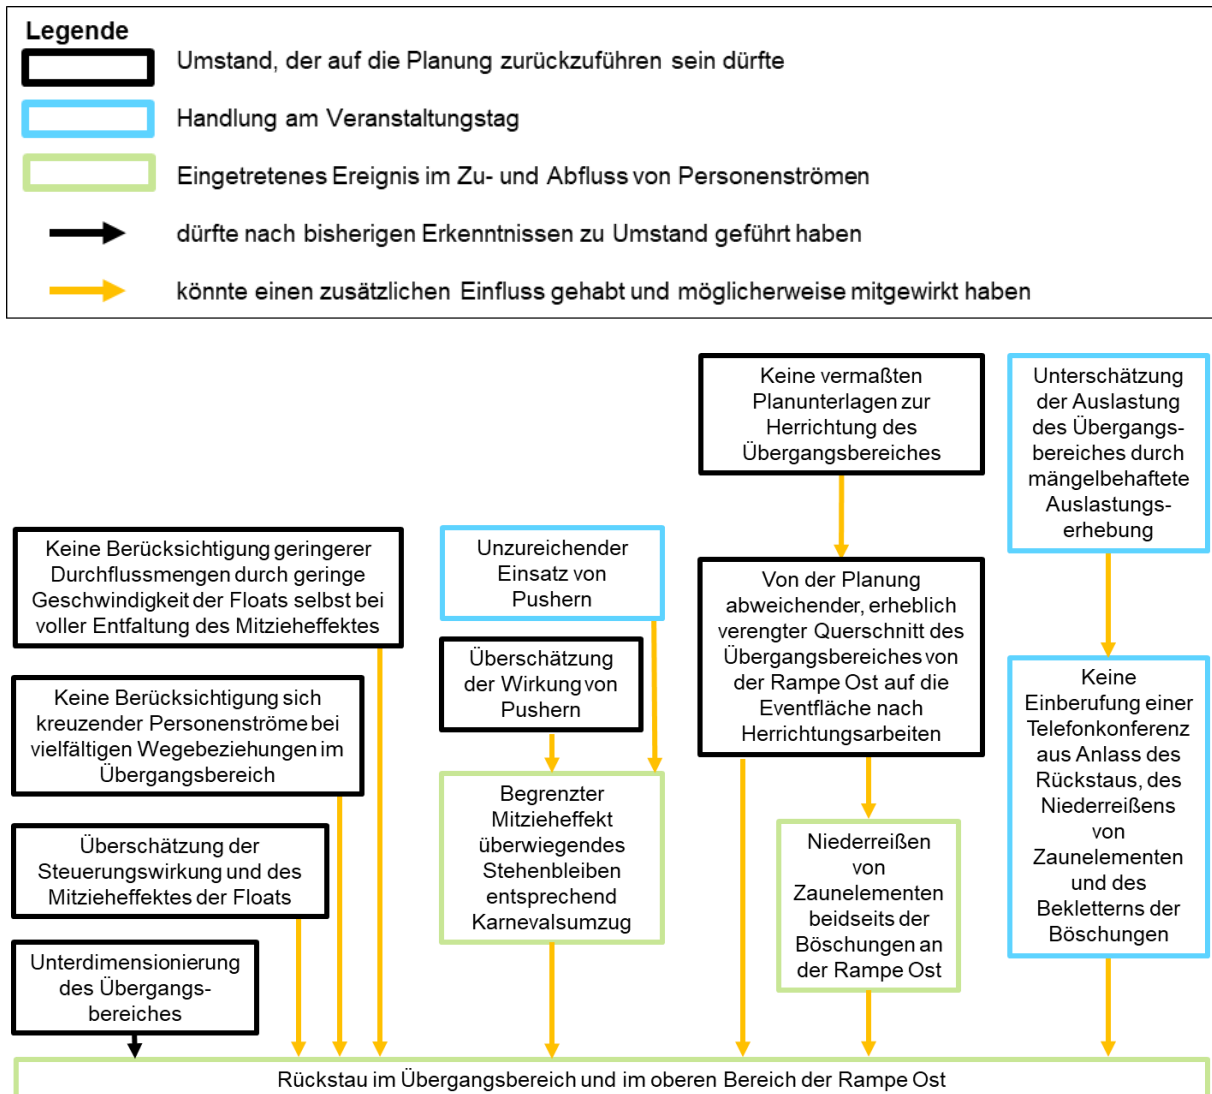 Legende
Umstand, der auf die Planung zurückzuführen sein dürfte
Handlung am Veranstaltungstag
Eingetretenes Ereignis im Zu- und Abfluss von Personenströmen
dürfte nach bisherigen Erkenntnissen zu Umstand geführt haben
könnte einen zusätzlichen Einfluss gehabt und möglicherweise mitgewirkt haben
Keine vermaßten
Planunterlagen zur
Herrichtung des
Übergangsbereiches
Unterschätzung
der Auslastung
des Übergangs-
bereiches durch
mängelbehaftete
Auslastungs-
erhebung
Keine Berücksichtigung geringerer
Durchflussmengen durch geringe
Geschwindigkeit der Floats selbst bei
voller Entfaltung des Mitzieheffektes
Unzureichender
Einsatz von
Pushern
Von der Planung
abweichender, erheblich
verengter Querschnitt des
Übergangsbereiches von
der Rampe Ost auf die
Eventfläche nach
Herrichtungsarbeiten
Überschätzung
der Wirkung von
Pushern
Keine
Einberufung einer
Telefonkonferenz
aus Anlass des
Rückstaus, des
Niederreißens
von
Zaunelementen
und des
Bekletterns der
Böschungen
Keine Berücksichtigung sich
kreuzender Personenströme bei
vielfältigen Wegebeziehungen im
Übergangsbereich
Begrenzter
Mitzieheffekt
überwiegendes
Stehenbleiben
entsprechend
Karnevalsumzug
Überschätzung der
Steuerungswirkung und des
Mitzieheffektes der Floats
Niederreißen
von
Zaunelementen
beidseits der
Böschungen an
der Rampe Ost
Unterdimensionierung
des Übergangs-
bereiches
Rückstau im Übergangsbereich und im oberen Bereich der Rampe Ost